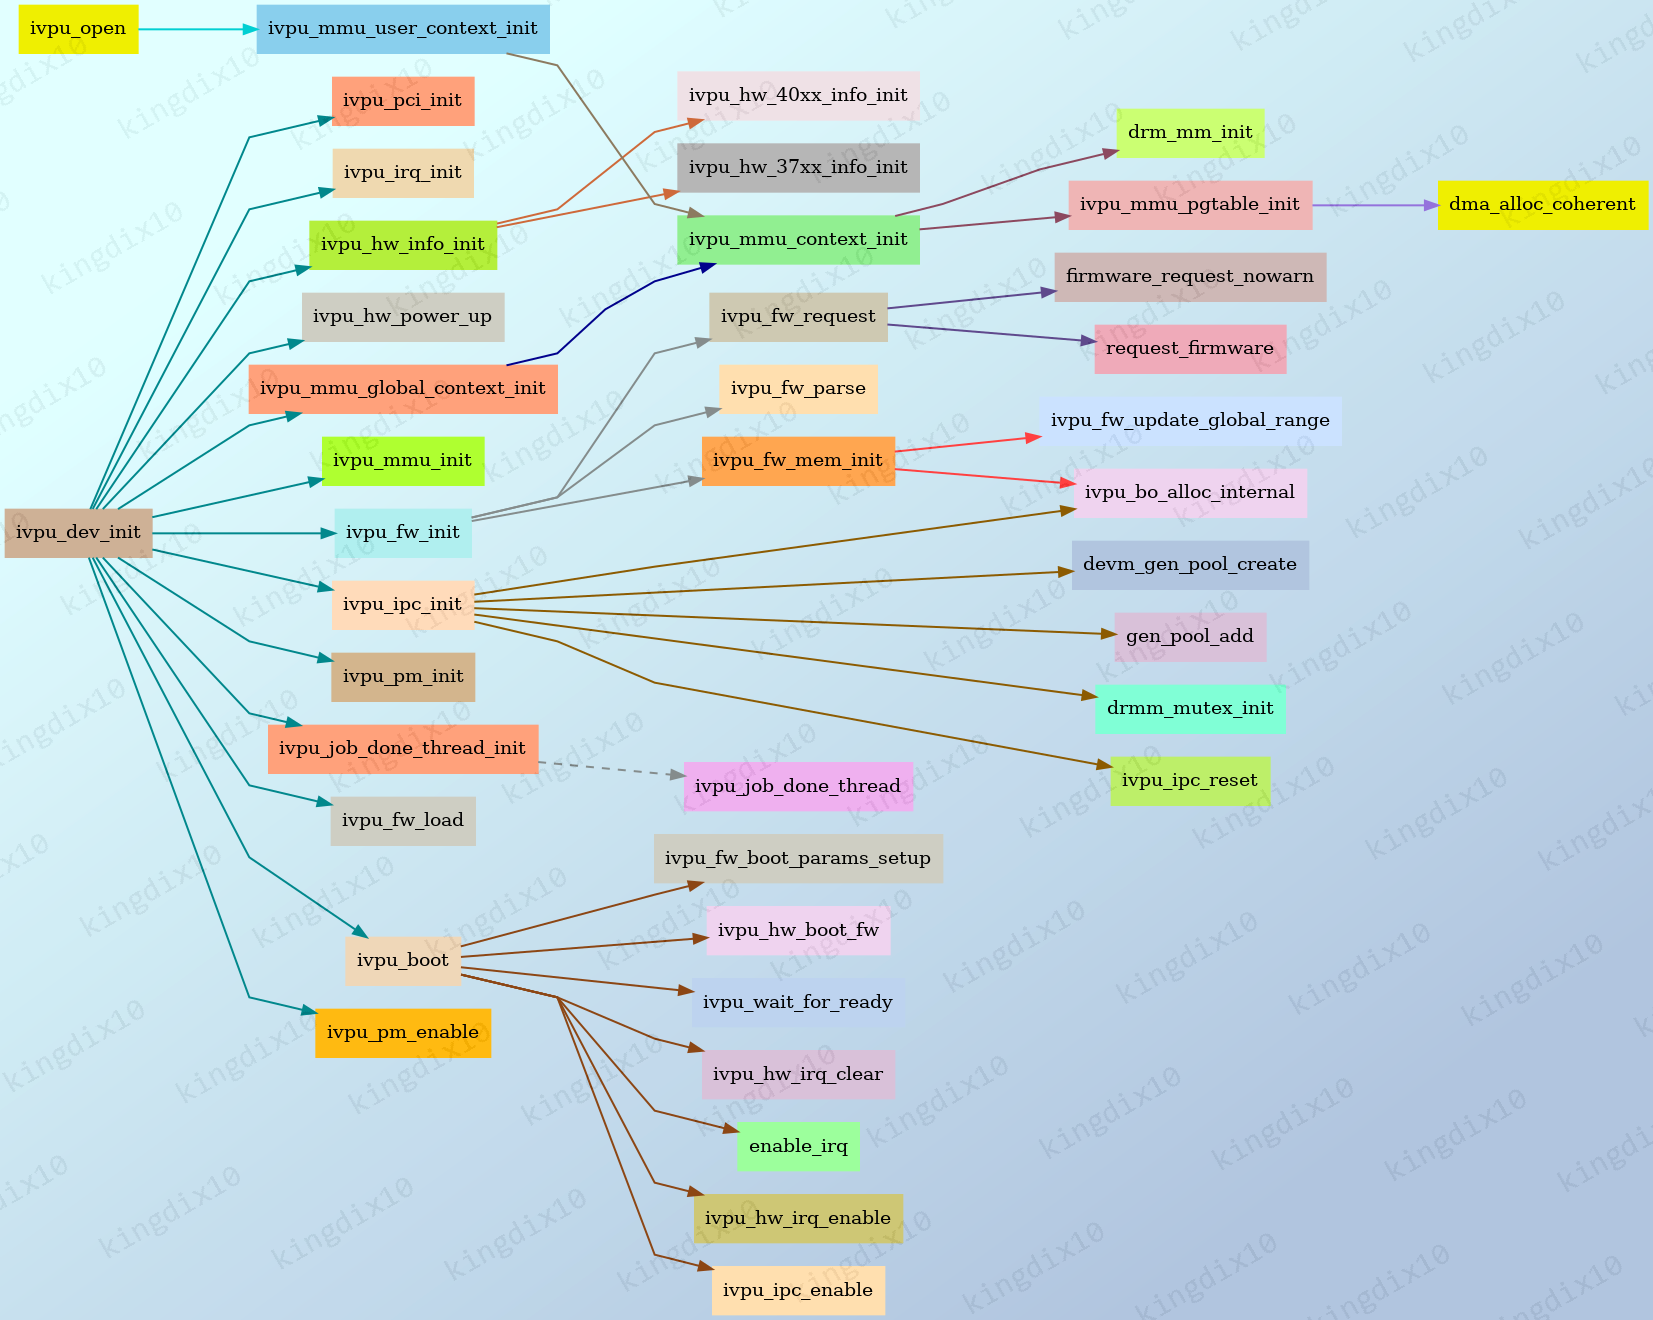 ivpu_open
ivpu_mmu_user_context_init
ivpu_pci_init
ivpu_hw_40xx_info_init
drm_mm_init
ivpu_irq_init
ivpu_hw_37xx_info_init
ivpu_mmu_pgtable_init
dma_alloc_coherent
ivpu_hw_info_init
ivpu_mmu_context_init
firmware_request_nowarn
ivpu_hw_power_up
ivpu_fw_request
request_firmware
ivpu_mmu_global_context_init
ivpu_fw_parse
ivpu_fw_update_global_range
ivpu_mmu_init
ivpu_fw_mem_init
ivpu_bo_alloc_internal
ivpu_dev_init
ivpu_fw_init
devm_gen_pool_create
ivpu_ipc_init
gen_pool_add
ivpu_pm_init
drmm_mutex_init
ivpu_job_done_thread_init
ivpu_job_done_thread
ivpu_ipc_reset
ivpu_fw_load
ivpu_fw_boot_params_setup
ivpu_hw_boot_fw
ivpu_boot
ivpu_wait_for_ready
ivpu_pm_enable
ivpu_hw_irq_clear
enable_irq
ivpu_hw_irq_enable
ivpu_ipc_enable
kingdix10